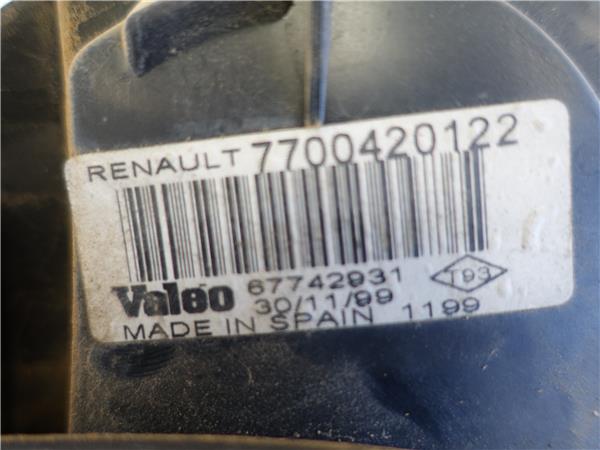 RENAULT 7700420122
Valeo 67742931 T93
30/11/99
MADE IN SPAIN 1199